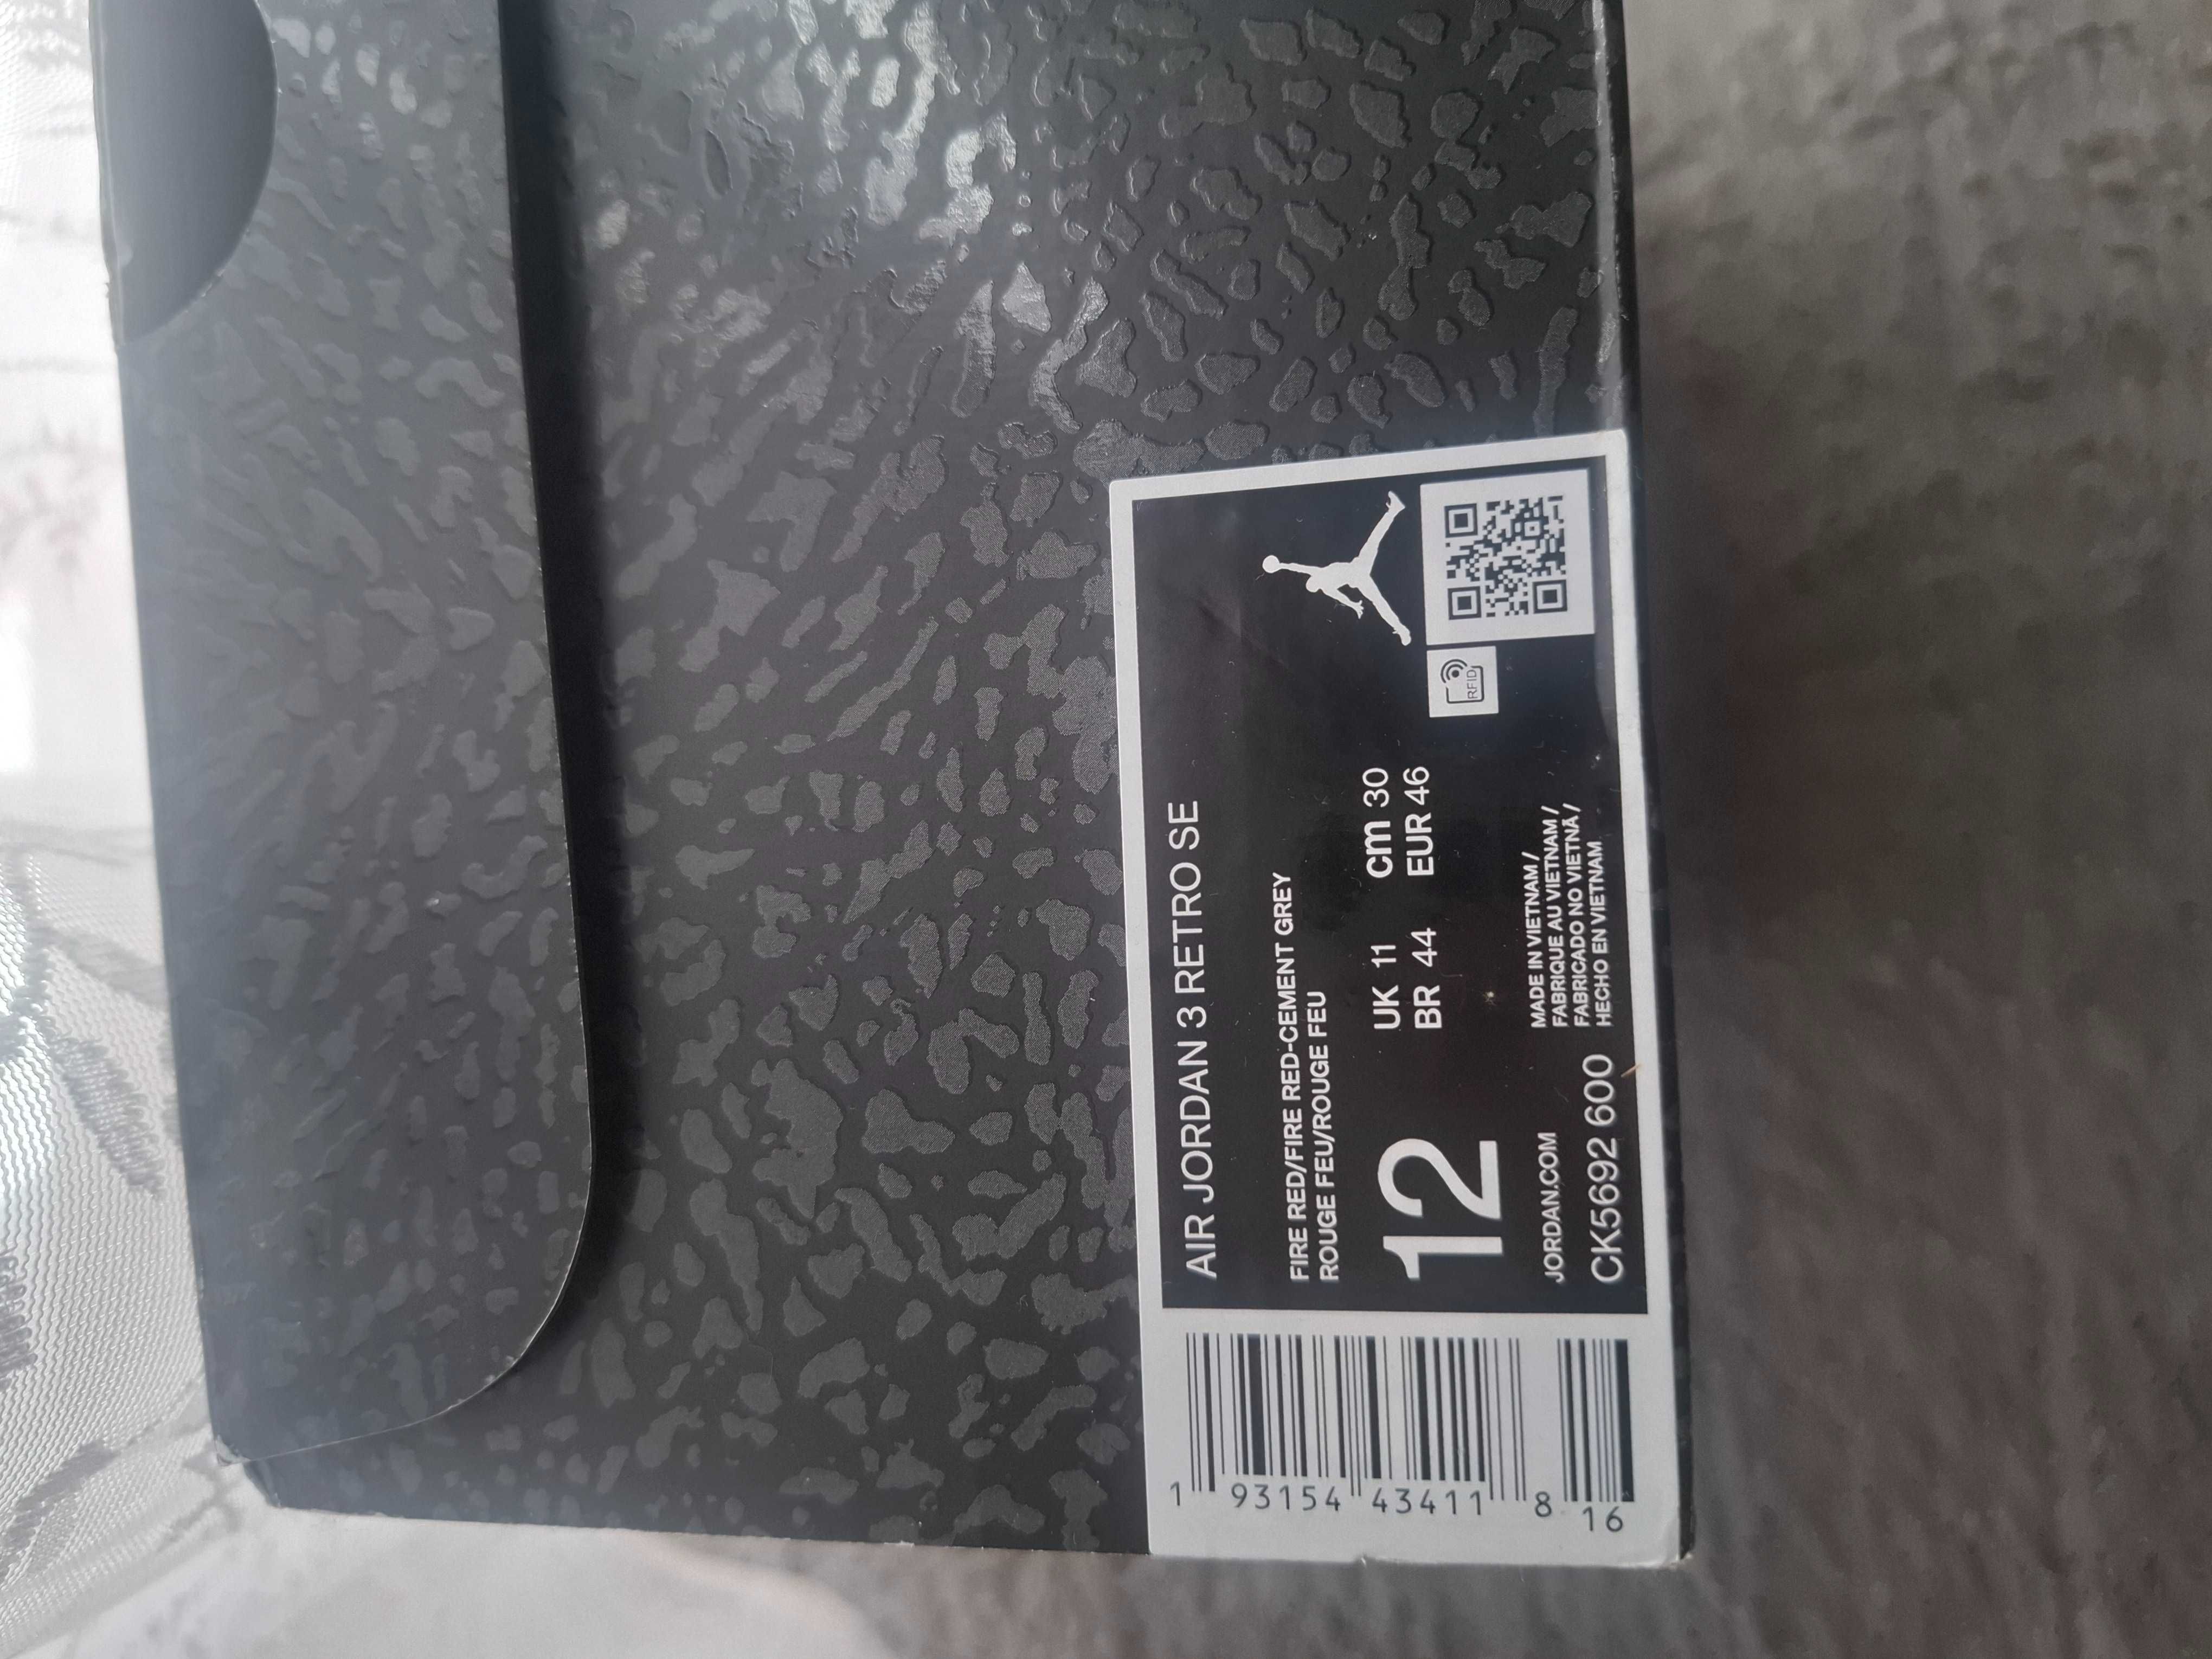 AIR JORDAN 3 RETRO SE
FIRE RED/FIRE RED-CEMENT GREY
ROUGE FEU/ROUGE FEU
12
UK 11 cm 30
BR 44 EUR 46
RFID
JORDAN.COM
CK5692 600
MADE IN VIETNAM /
FABRIQUE AU VIETNAM /
FABRICADO NO VIETNÃ /
HECHO EN VIETNAM
1 93154 43411 8 16